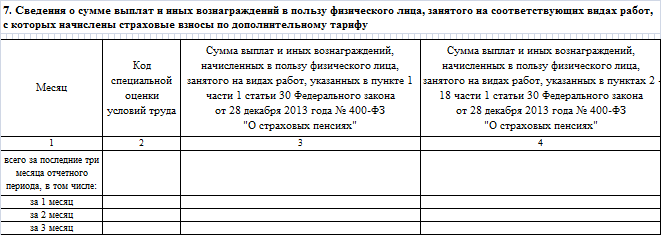 7. Сведения о сумме выплат и иных вознаграждений в пользу физического лица, занятого на соответствующих видах работ,
с которых начислены страховые взносы по дополнительному тарифу
Месяц
Код
специальной
оценки
условий труда
Сумма выплат и иных вознаграждений,
начисленных в пользу физического лица,
занятого на видах работ, указанных в пункте 1
части 1 статьи 30 Федерального закона
от 28 декабря 2013 года № 400-ФЗ
"О страховых пенсиях"
Сумма выплат и иных вознаграждений,
начисленных в пользу физического лица,
занятого на видах работ, указанных в пунктах 2 -
18 части 1 статьи 30 Федерального закона
от 28 декабря 2013 года № 400-ФЗ
"О страховых пенсиях"
1 2 3 4
всего за последние три
месяца отчетного
периода, в том числе:
за 1 месяц
за 2 месяц
за 3 месяц